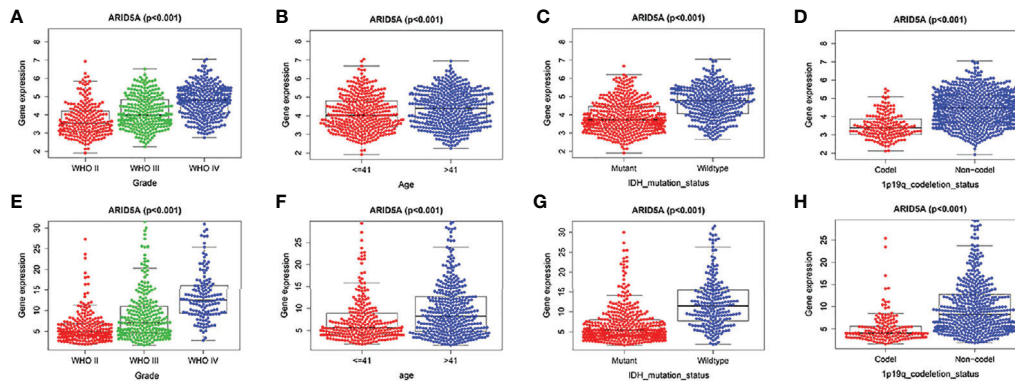 A
ARID5A (p<0.001)
Gene expression
8
7
6
5
4
3
2
WHO II
WHO III
WHO IV
Grade
B
ARID5A (p<0.001)
Gene expression
8
7
6
5
4
3
2
<=41
>41
Age
C
ARID5A (p<0.001)
Gene expression
8
7
6
5
4
3
2
Mutant
Wildtype
IDH_mutation_status
D
ARID5A (p<0.001)
Gene expression
8
7
6
5
4
3
2
Codel
Non-codel
1p19q_codeletion_status
E
ARID5A (p<0.001)
Gene expression
30
25
20
15
10
5
WHO II
WHO III
WHO IV
Grade
F
ARID5A (p<0.001)
Gene expression
30
25
20
15
10
5
<=41
>41
age
G
ARID5A (p<0.001)
Gene expression
30
25
20
15
10
5
Mutant
Wildtype
IDH_mutation_status
H
ARID5A (p<0.001)
Gene expression
25
20
15
10
5
Codel
Non-codel
1p19q_codeletion_status